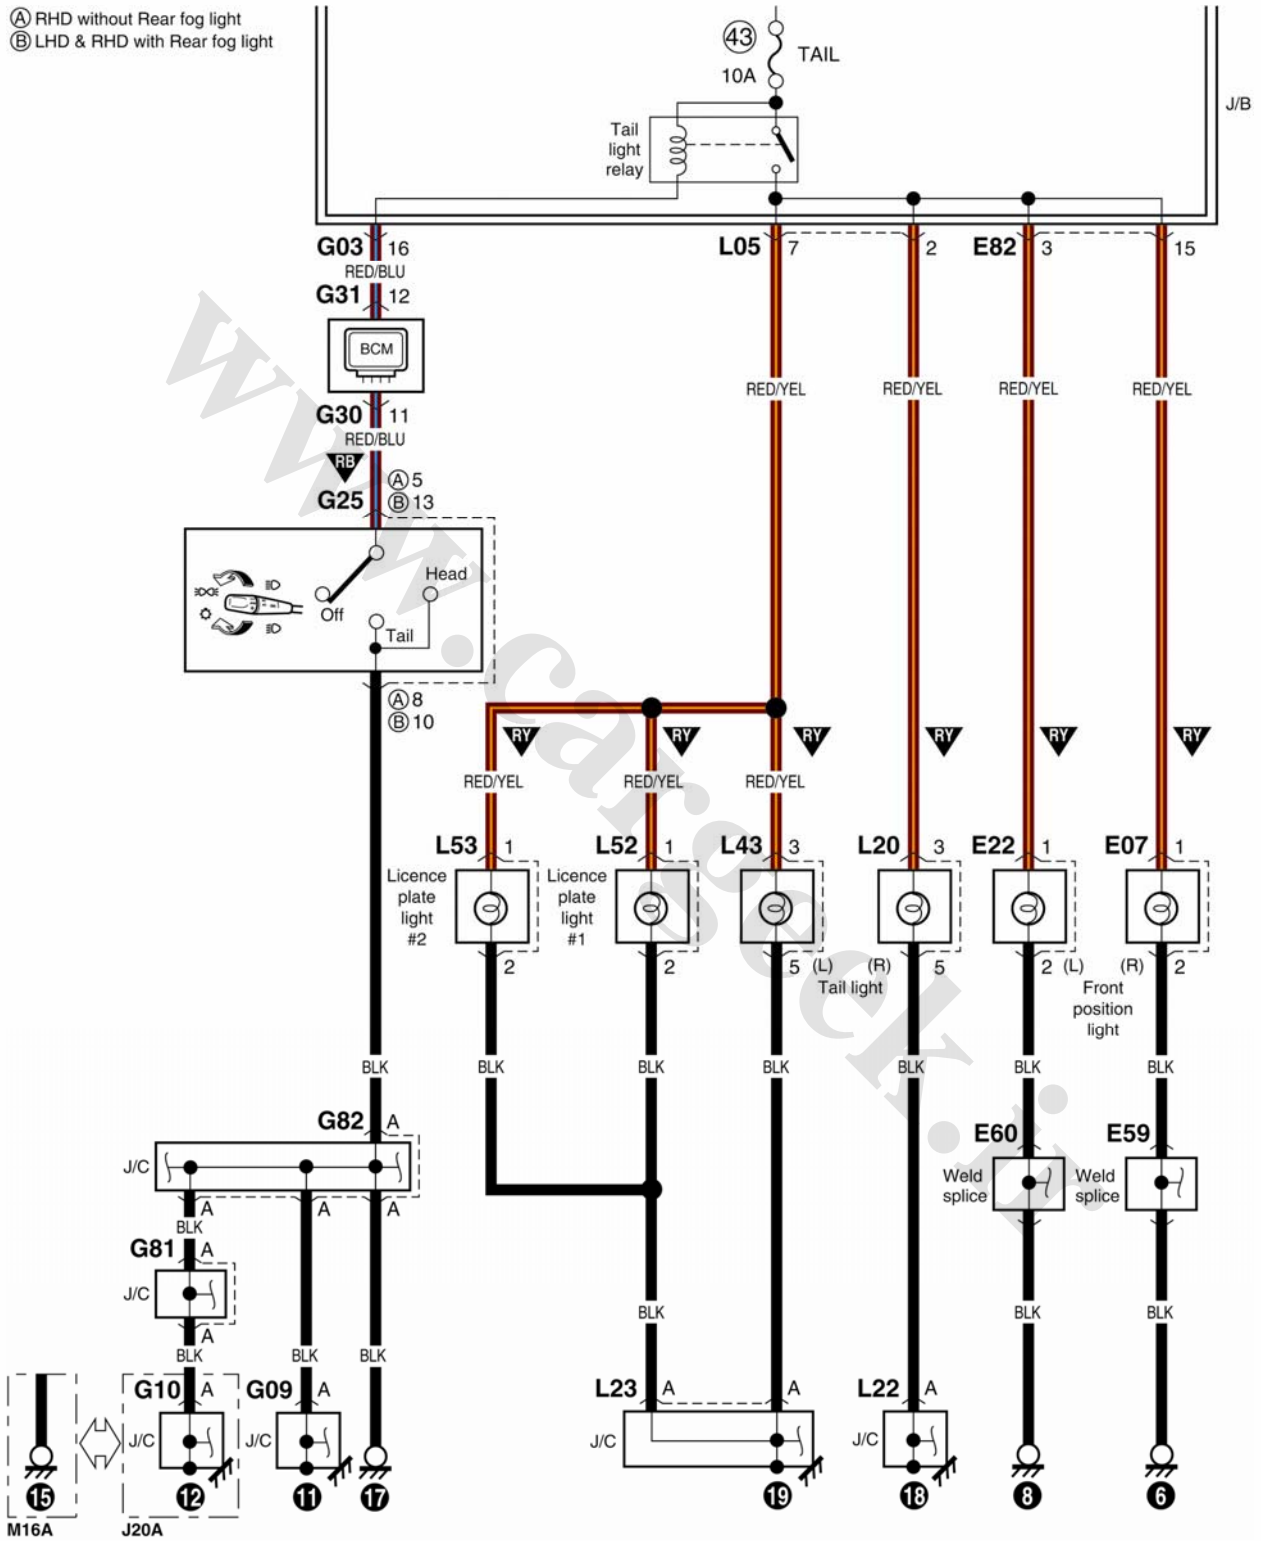 A RHD without Rear fog light
B LHD & RHD with Rear fog light
43
10A
TAIL
J/B
Tail
light
relay
G03 16
L05 7
2
E82 3
15
RED/BLU
G31 12
BCM
G30 11
RED/BLU
RED/YEL
RED/YEL
RED/YEL
RED/YEL
RB
A 5
G25 B 13
Head
Off
Tail
A 8
B 10
RY
RY
RY
RY
RY
RY
RED/YEL
RED/YEL
RED/YEL
L53 1
L52 1
L43 3
L20 3
E22 1
E07 1
Licence
plate
light
#2
Licence
plate
light
#1
2
2
5 (L)
(R) 5
Tail light
2 (L)
(R) 2
Front
position
light
BLK
BLK
BLK
BLK
BLK
BLK
BLK
G82 A
E60
E59
J/C
Weld
splice
Weld
splice
A
A
A
BLK
G81 A
J/C
A
BLK
BLK
BLK
BLK
BLK
BLK
G10 A
G09 A
L23 A
A
L22 A
J/C
J/C
J/C
J/C
15
12
11
17
19
18
8
6
M16A
J20A
www.cargeek.ir